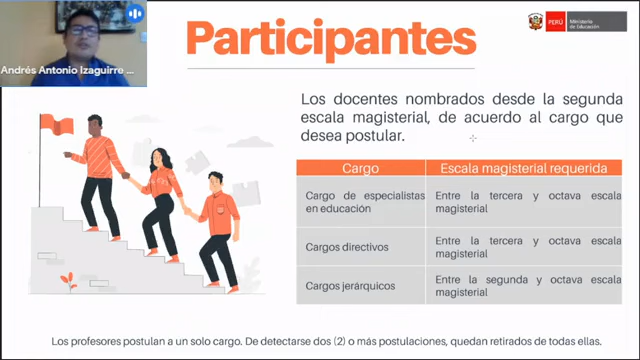 Participantes
PERÚ
Ministerio
de Educación
Andrés Antonio Izaguirre ...
Los docentes nombrados desde la segunda
escala magisterial, de acuerdo al cargo que
desea postular.
Cargo Escala magisterial requerida
Cargo de especialistas
en educación
Entre la tercera y octava escala
magisterial
Cargos directivos
Entre la tercera y octava escala
magisterial
Cargos jerárquicos
Entre la segunda y octava escala
magisterial
Los profesores postulan a un solo cargo. De detectarse dos (2) o más postulaciones, quedan retirados de todas ellas.